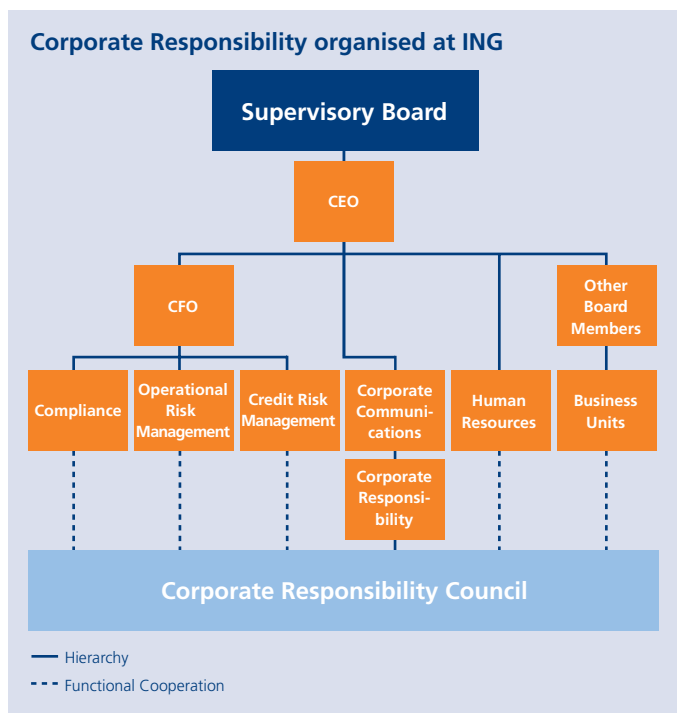 Corporate Responsibility organised at ING
Supervisory Board
CEO
CFO
Other
Board
Members
Compliance
Operational
Risk
Management
Credit Risk
Management
Corporate
Communi-
cations
Human
Resources
Business
Units
Corporate
Responsi-
bility
Corporate Responsibility Council
Hierarchy
Functional Cooperation